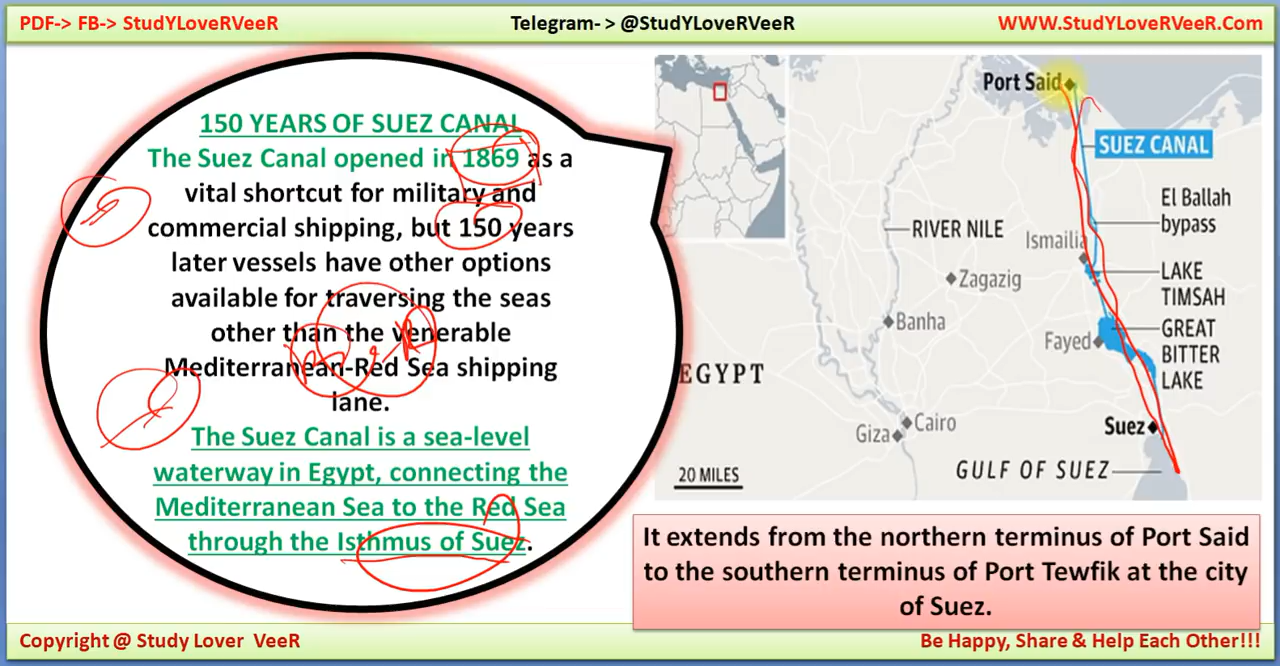 PDF-> FB-> StudYLoveRVeeR
Telegram- > @StudYLoveRVeeR
WWW.StudYLoveRVeeR.Com
150 YEARS OF SUEZ CANAL
The Suez Canal opened in 1869 as a
vital shortcut for military and
commercial shipping, but 150 years
later vessels have other options
available for traversing the seas
other than the venerable
Mediterranean-Red Sea shipping
lane.
The Suez Canal is a sea-level
waterway in Egypt, connecting the
Mediterranean Sea to the Red Sea
through the Isthmus of Suez.
Port Said
SUEZ CANAL
El Ballah
bypass
RIVER NILE
Ismailia
Zagazig
LAKE
TIMSAH
Banha
Fayed
GREAT
BITTER
LAKE
EGYPT
Cairo
Giza
Suez
20 MILES
GULF OF SUEZ
It extends from the northern terminus of Port Said
to the southern terminus of Port Tewfik at the city
of Suez.
Copyright @ Study Lover VeeR
Be Happy, Share & Help Each Other!!!